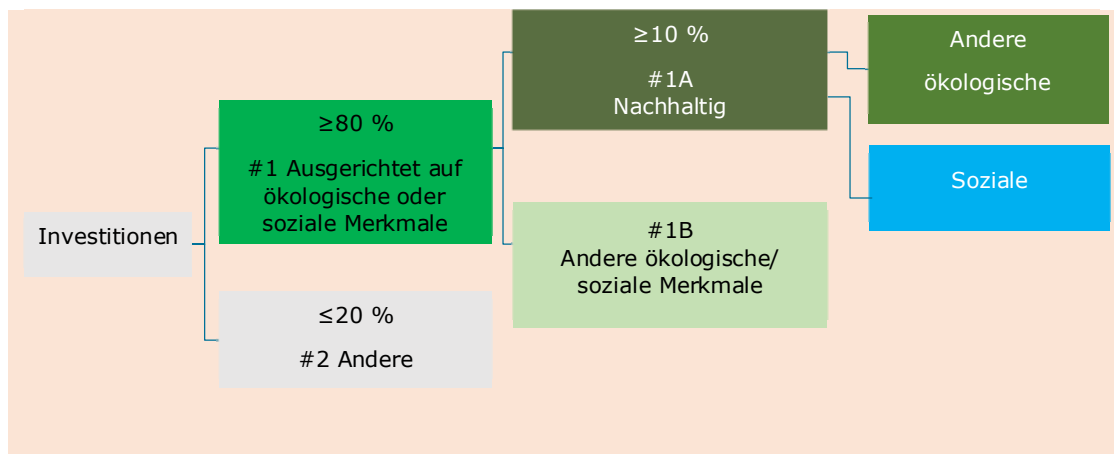 Investitionen
≥80 %
#1 Ausgerichtet auf
ökologische oder
soziale Merkmale
≤20 %
#2 Andere
≥10 %
#1A
Nachhaltig
#1B
Andere ökologische/
soziale Merkmale
Andere
ökologische
Soziale